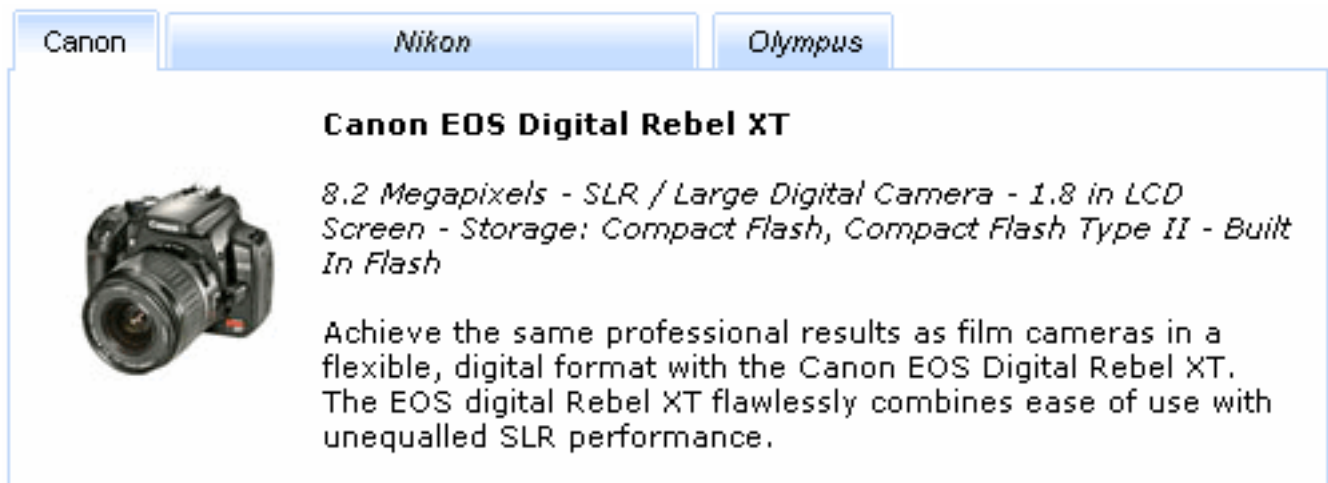 Canon Nikon Olympus
Canon EOS Digital Rebel XT
8.2 Megapixels - SLR / Large Digital Camera - 1.8 in LCD
Screen - Storage: Compact Flash, Compact Flash Type II - Built
In Flash
Achieve the same professional results as film cameras in a
flexible, digital format with the Canon EOS Digital Rebel XT.
The EOS digital Rebel XT flawlessly combines ease of use with
unequalled SLR performance.